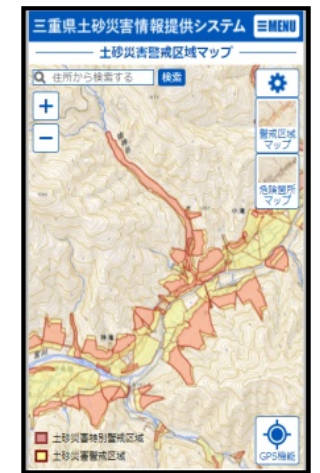 三重県土砂災害情報提供システム
MENU
土砂災害警戒区域マップ
住所から検索する
検索
+
−
警戒区域
マップ
危険箇所
マップ
土砂災害特別警戒区域
土砂災害警戒区域
GPS機能